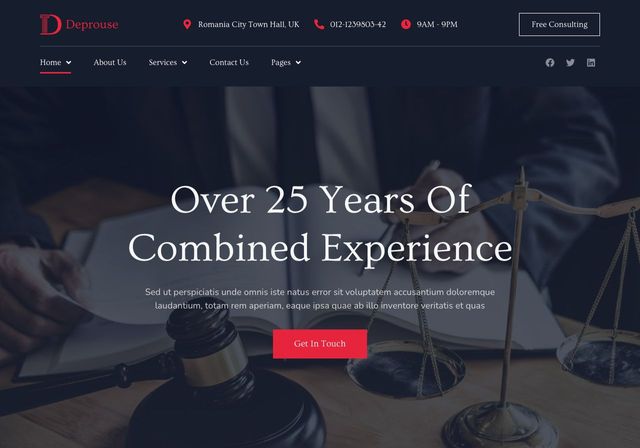 D Deprouse
Romania City Town Hall, UK
012-1239803-42
9AM - 9PM
Free Consulting
Home
About Us
Services
Contact Us
Pages
Over 25 Years Of
Combined Experience
Sed ut perspiciatis unde omnis iste natus error sit voluptatem accusantium doloremque
laudantium, totam rem aperiam, eaque ipsa quae ab illo inventore veritatis et quas
Get In Touch